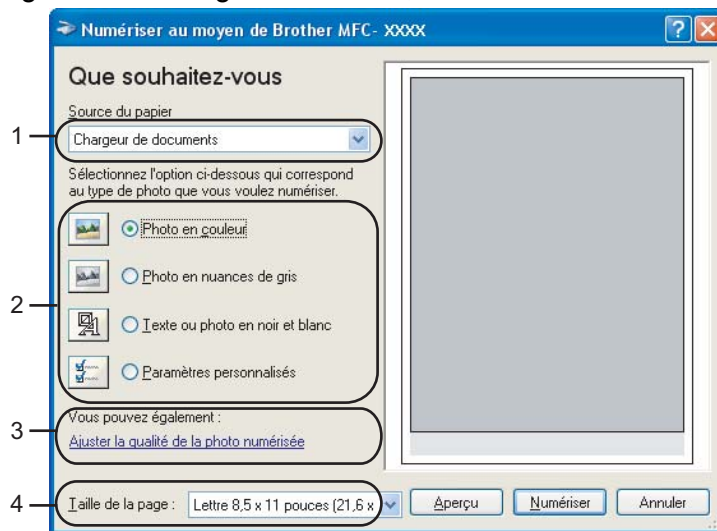 Numériser au moyen de Brother MFC- XXXX
?
X
Que souhaitez-vous
Source du papier
1
Chargeur de documents
Sélectionnez l'option ci-dessous qui correspond
au type de photo que vous voulez numériser.
2
Photo en couleur
Photo en nuances de gris
Texte ou photo en noir et blanc
Paramètres personnalisés
3
Vous pouvez également :
Ajuster la qualité de la photo numérisée
4
Taille de la page :
Lettre 8,5 x 11 pouces (21,6 x
Aperçu
Numériser
Annuler